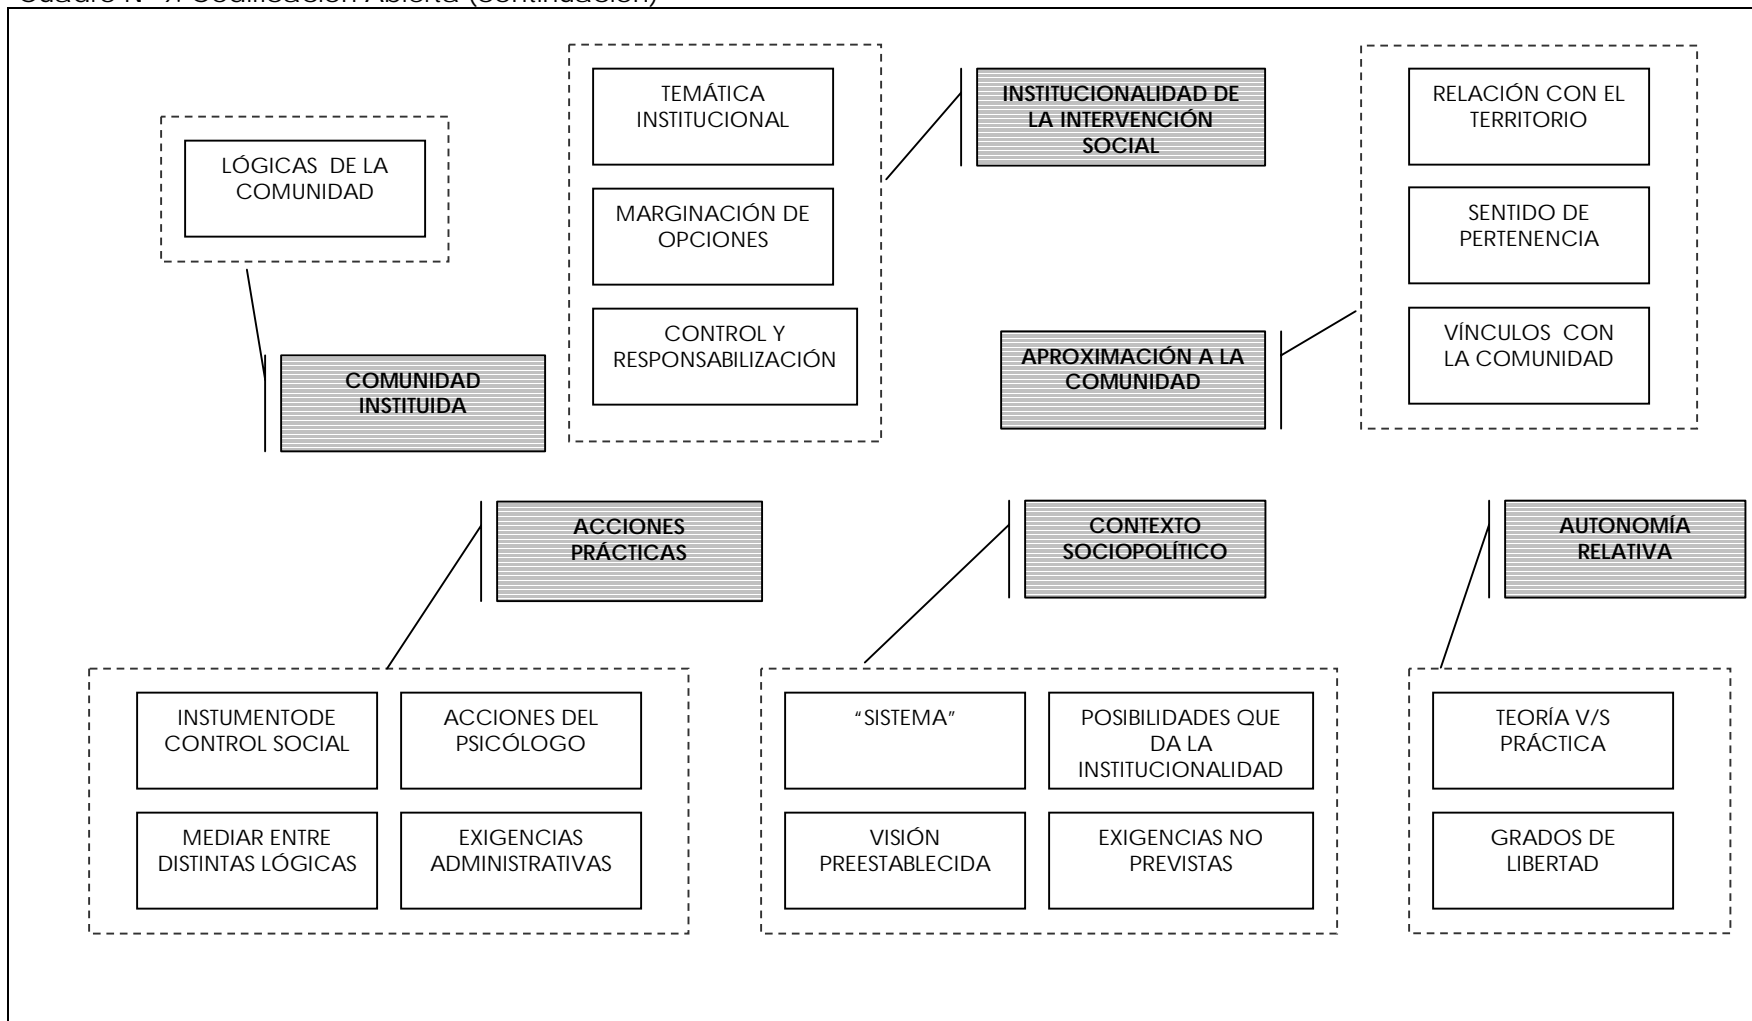 Cuadro Nº 7: Codificación Abierta (continuación)
LÓGICAS DE LA
COMUNIDAD
COMUNIDAD
INSTITUIDA
TEMÁTICA
INSTITUCIONAL
MARGINACIÓN DE
OPCIONES
CONTROL Y
RESPONSABILIZACIÓN
INSTITUCIONALIDAD DE
LA INTERVENCIÓN
SOCIAL
APROXIMACIÓN A LA
COMUNIDAD
RELACIÓN CON EL
TERRITORIO
SENTIDO DE
PERTENENCIA
VÍNCULOS CON
LA COMUNIDAD
ACCIONES
PRÁCTICAS
INSTUMENTODE
CONTROL SOCIAL
ACCIONES DEL
PSICÓLOGO
MEDIAR ENTRE
DISTINTAS LÓGICAS
EXIGENCIAS
ADMINISTRATIVAS
CONTEXTO
SOCIOPOLÍTICO
“SISTEMA”
POSIBILIDADES QUE
DA LA
INSTITUCIONALIDAD
VISIÓN
PREESTABLECIDA
EXIGENCIAS NO
PREVISTAS
AUTONOMÍA
RELATIVA
TEORÍA V/S
PRÁCTICA
GRADOS DE
LIBERTAD